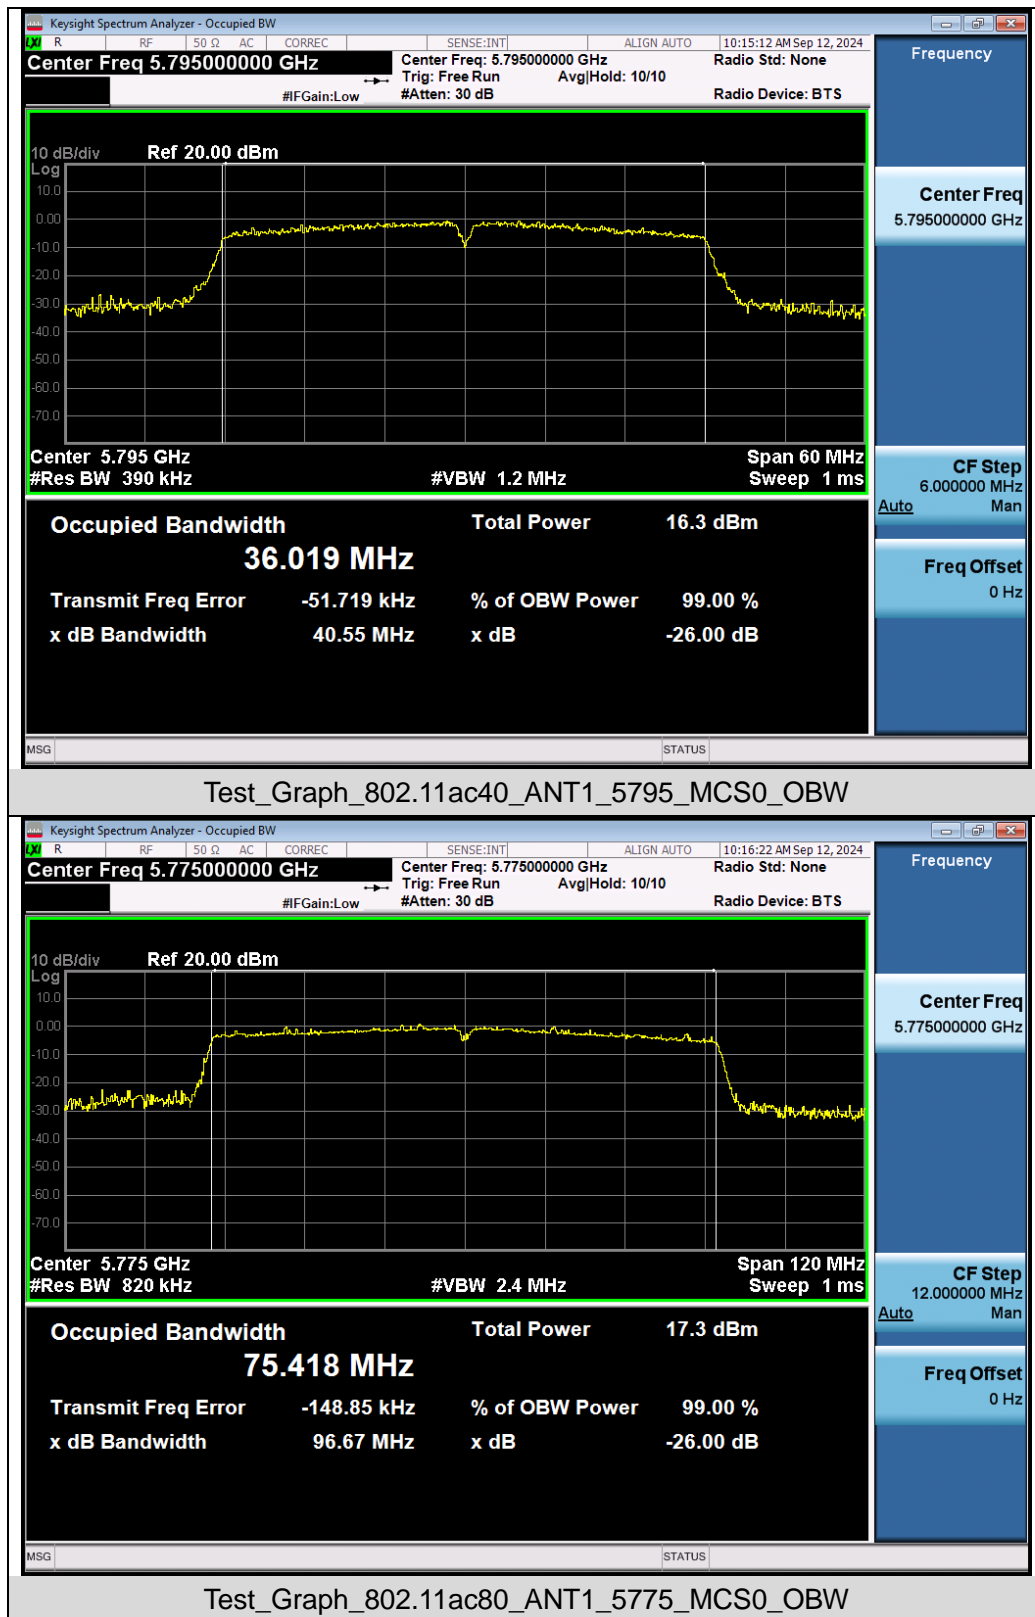 Keysight Spectrum Analyzer - Occupied BW
LXI R RF 50 Ω AC CORREC SENSE:INT ALIGN AUTO 10:15:12 AM Sep 12, 2024
Center Freq 5.795000000 GHz Center Freq: 5.795000000 GHz Radio Std: None Frequency
Trig: Free Run Avg|Hold: 10/10
#IFGain:Low #Atten: 30 dB Radio Device: BTS
10 dB/div Ref 20.00 dBm
Log
10.0
0.00
-10.0
-20.0
-30.0
-40.0
-50.0
-60.0
-70.0
Center Freq
5.795000000 GHz
Center 5.795 GHz Span 60 MHz
#Res BW 390 kHz #VBW 1.2 MHz Sweep 1 ms
CF Step
6.000000 MHz
Auto Man
Occupied Bandwidth Total Power 16.3 dBm
36.019 MHz
Freq Offset
0 Hz
Transmit Freq Error -51.719 kHz % of OBW Power 99.00 %
x dB Bandwidth 40.55 MHz x dB -26.00 dB
MSG STATUS
Test_Graph_802.11ac40_ANT1_5795_MCS0_OBW
Keysight Spectrum Analyzer - Occupied BW
LXI R RF 50 Ω AC CORREC SENSE:INT ALIGN AUTO 10:16:22 AM Sep 12, 2024
Center Freq 5.775000000 GHz Center Freq: 5.775000000 GHz Radio Std: None Frequency
Trig: Free Run Avg|Hold: 10/10
#IFGain:Low #Atten: 30 dB Radio Device: BTS
10 dB/div Ref 20.00 dBm
Log
10.0
0.00
-10.0
-20.0
-30.0
-40.0
-50.0
-60.0
-70.0
Center Freq
5.775000000 GHz
Center 5.775 GHz Span 120 MHz
#Res BW 820 kHz #VBW 2.4 MHz Sweep 1 ms
CF Step
12.000000 MHz
Auto Man
Occupied Bandwidth Total Power 17.3 dBm
75.418 MHz
Freq Offset
0 Hz
Transmit Freq Error -148.85 kHz % of OBW Power 99.00 %
x dB Bandwidth 96.67 MHz x dB -26.00 dB
MSG STATUS
Test_Graph_802.11ac80_ANT1_5775_MCS0_OBW